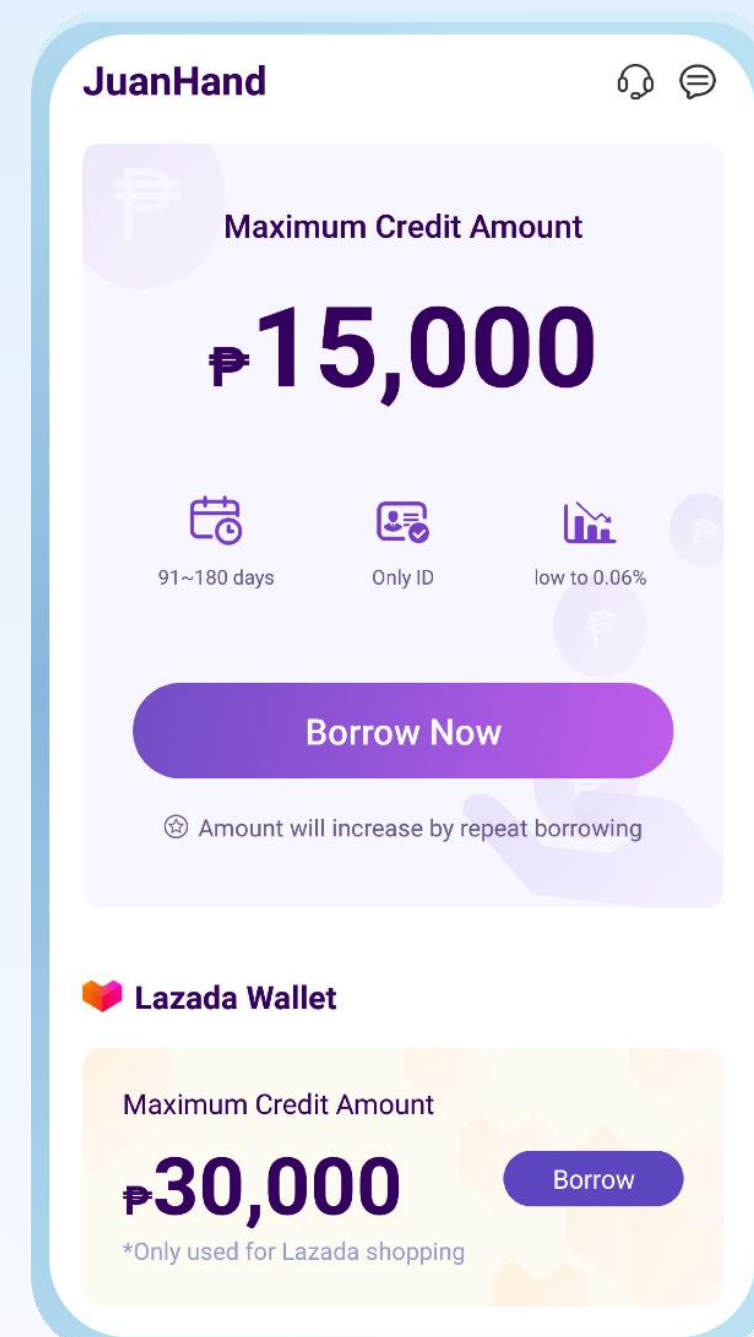 JuanHand
Maximum Credit Amount
₱15,000
91~180 days
Only ID
low to 0.06%
Borrow Now
Amount will increase by repeat borrowing
Lazada Wallet
Maximum Credit Amount
₱30,000
Borrow
*Only used for Lazada shopping